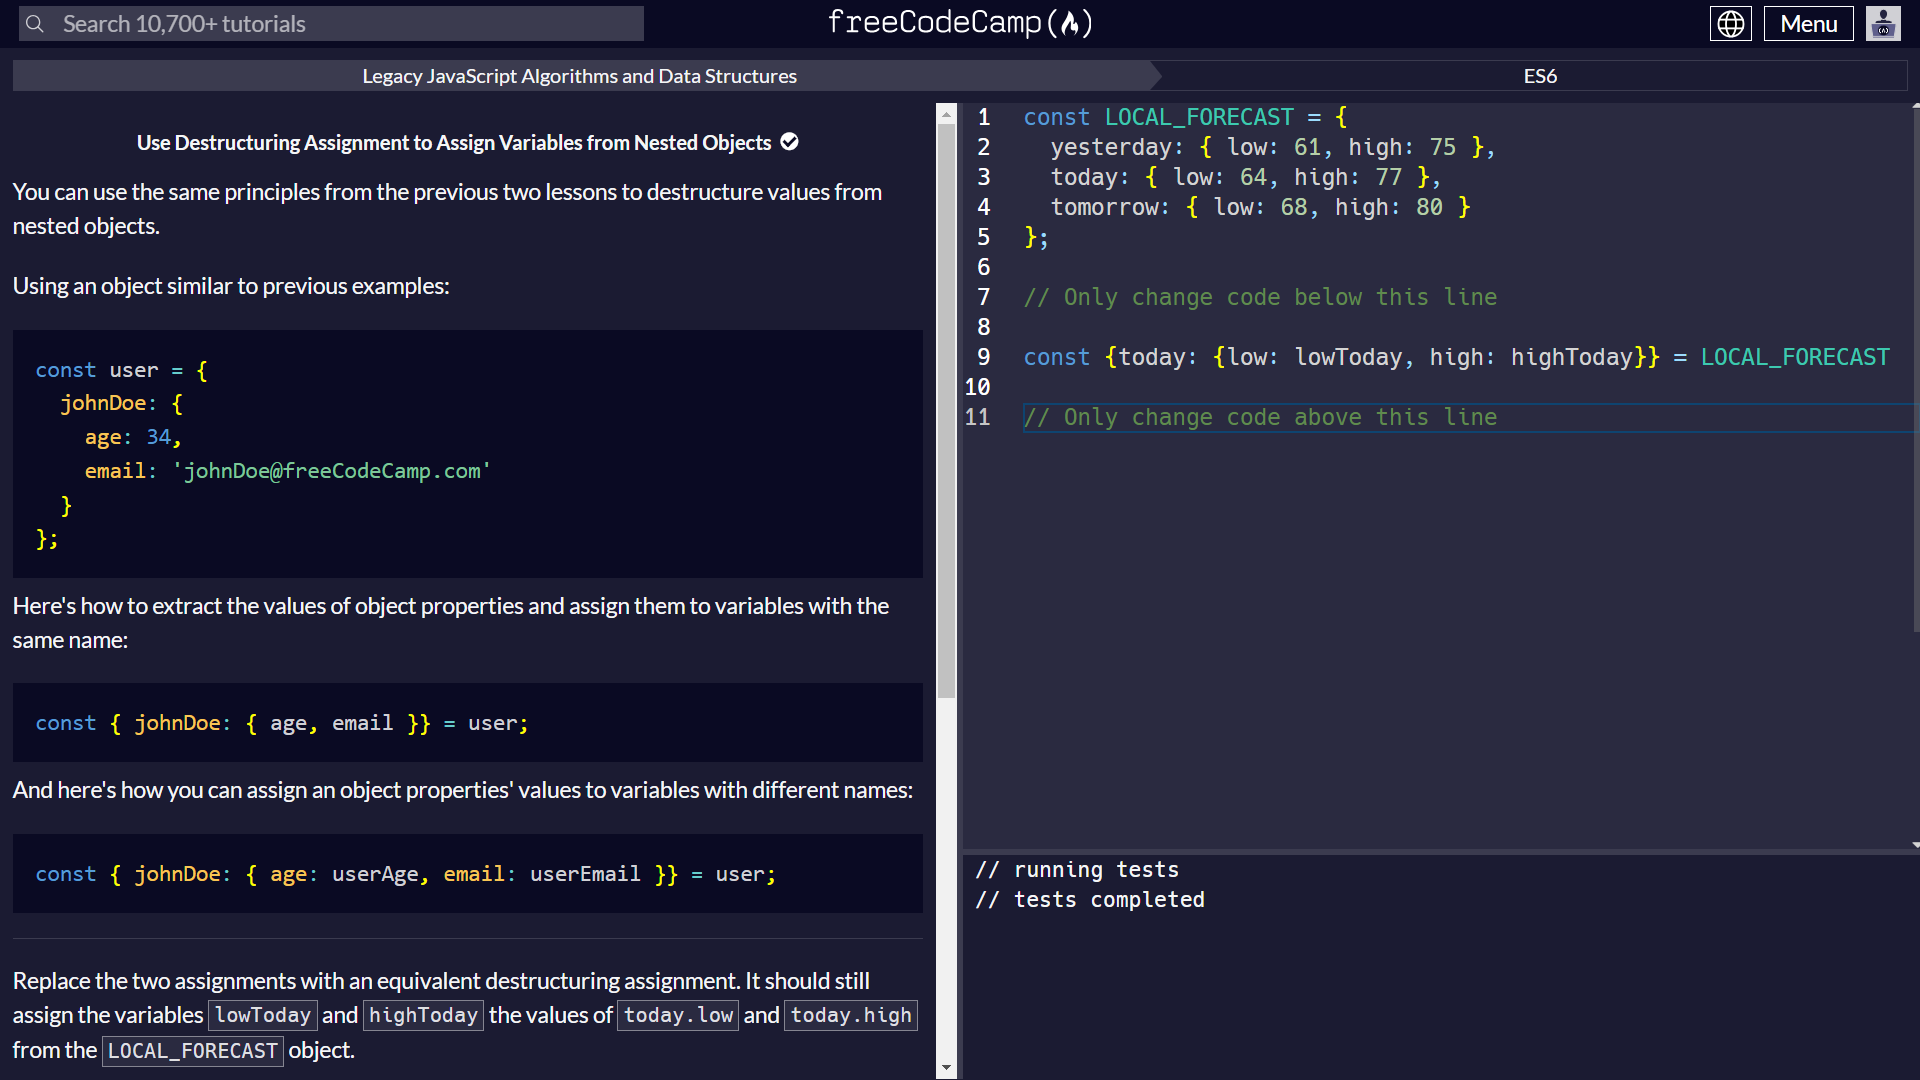 Search 10,700+ tutorials
freeCodeCamp
Menu
Legacy JavaScript Algorithms and Data Structures
ES6
Use Destructuring Assignment to Assign Variables from Nested Objects
You can use the same principles from the previous two lessons to destructure values from
nested objects.
Using an object similar to previous examples:
const user = {
  johnDoe: {
    age: 34,
    email: 'johnDoe@freeCodeCamp.com'
  }
};
Here's how to extract the values of object properties and assign them to variables with the
same name:
const { johnDoe: { age, email }} = user;
And here's how you can assign an object properties' values to variables with different names:
const { johnDoe: { age: userAge, email: userEmail }} = user;
Replace the two assignments with an equivalent destructuring assignment. It should still
assign the variables lowToday and highToday the values of today.low and today.high
from the LOCAL_FORECAST object.
1 const LOCAL_FORECAST = {
2   yesterday: { low: 61, high: 75 },
3   today: { low: 64, high: 77 },
4   tomorrow: { low: 68, high: 80 }
5 };
6
7 // Only change code below this line
8
9 const {today: {low: lowToday, high: highToday}} = LOCAL_FORECAST
10
11 // Only change code above this line
// running tests
// tests completed